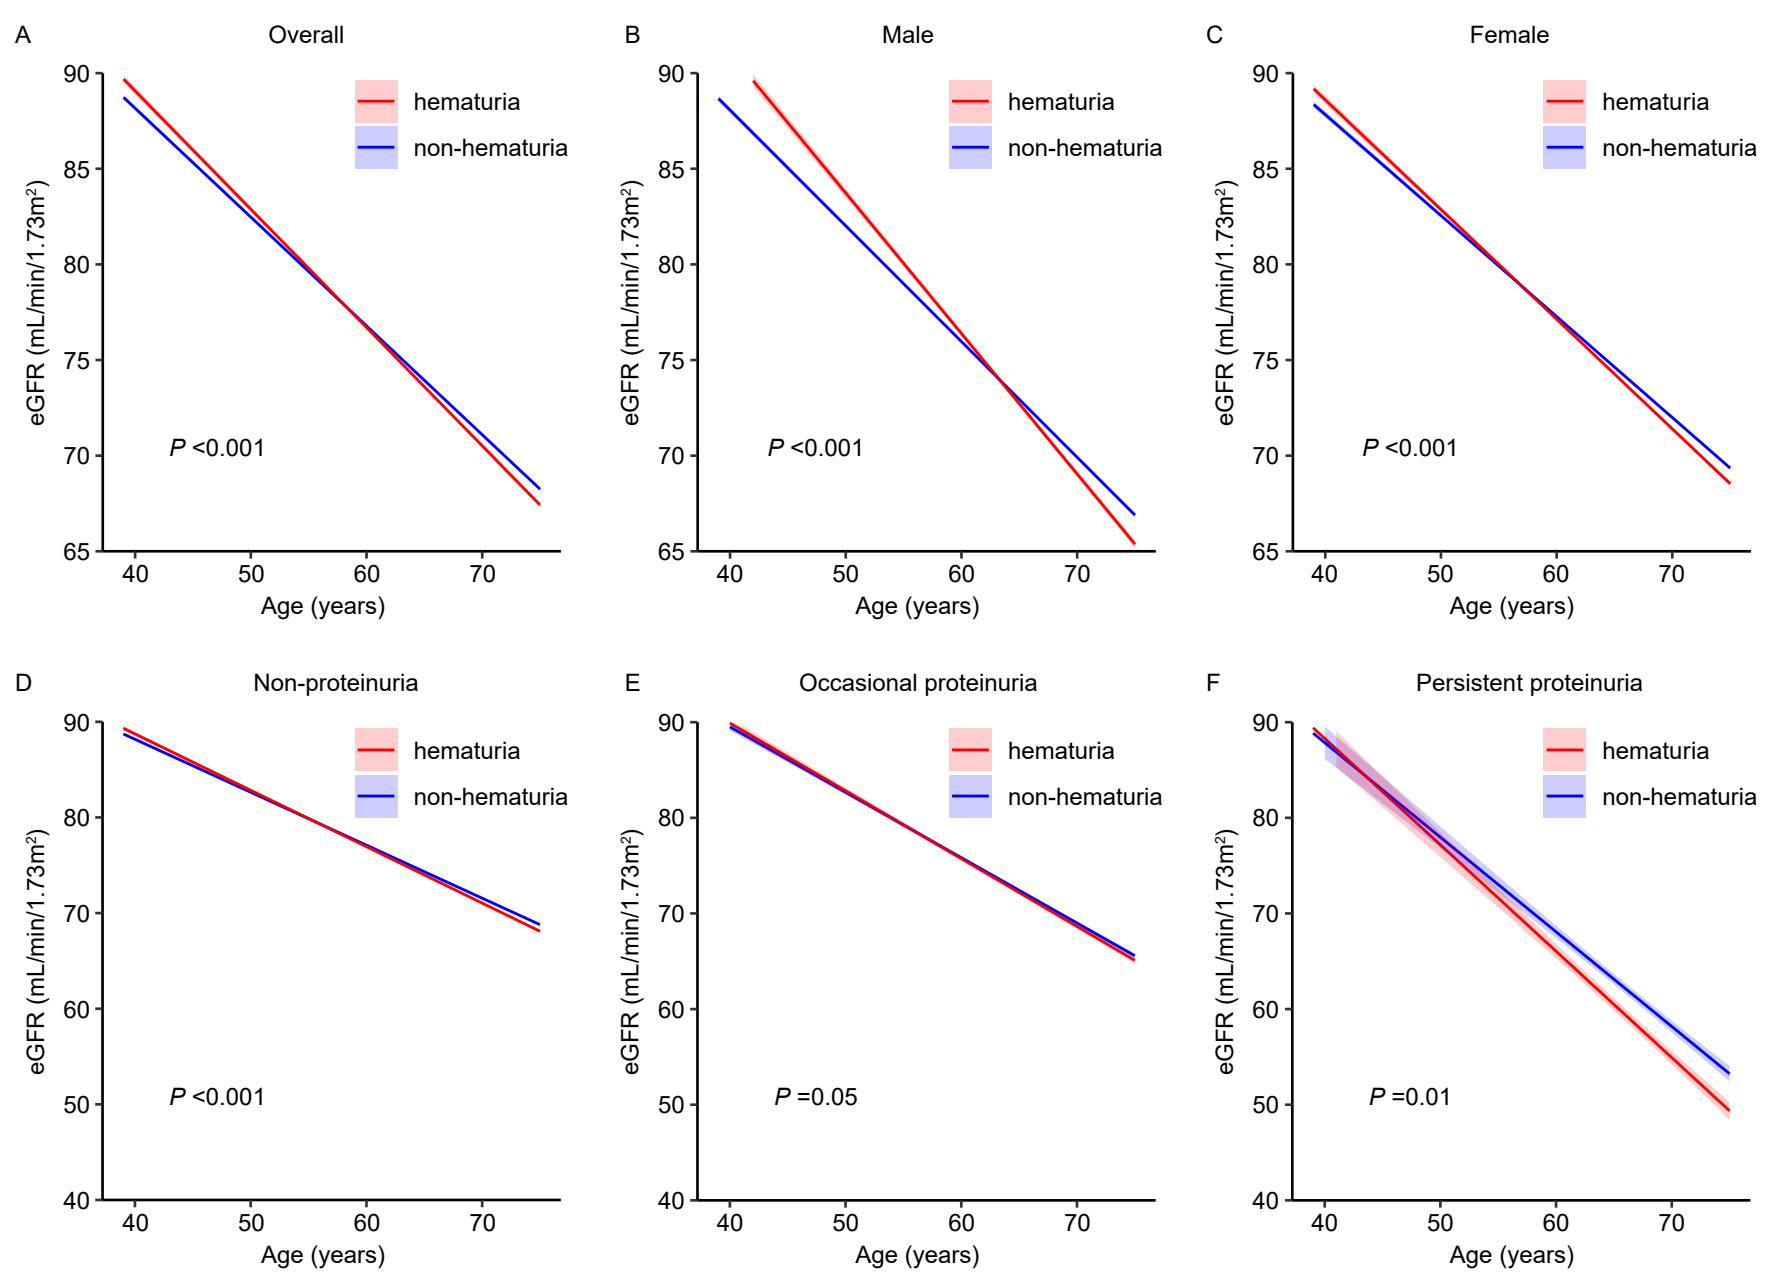 A
Overall
90
85
80
75
70
65
40 50 60 70
Age (years)
eGFR (mL/min/1.73m²)
hematuria
non-hematuria
P <0.001
B
Male
90
85
80
75
70
65
40 50 60 70
Age (years)
eGFR (mL/min/1.73m²)
hematuria
non-hematuria
P <0.001
C
Female
90
85
80
75
70
65
40 50 60 70
Age (years)
eGFR (mL/min/1.73m²)
hematuria
non-hematuria
P <0.001
D
Non-proteinuria
90
80
70
60
50
40
40 50 60 70
Age (years)
eGFR (mL/min/1.73m²)
hematuria
non-hematuria
P <0.001
E
Occasional proteinuria
90
80
70
60
50
40
40 50 60 70
Age (years)
eGFR (mL/min/1.73m²)
hematuria
non-hematuria
P =0.05
F
Persistent proteinuria
90
80
70
60
50
40
40 50 60 70
Age (years)
eGFR (mL/min/1.73m²)
hematuria
non-hematuria
P =0.01